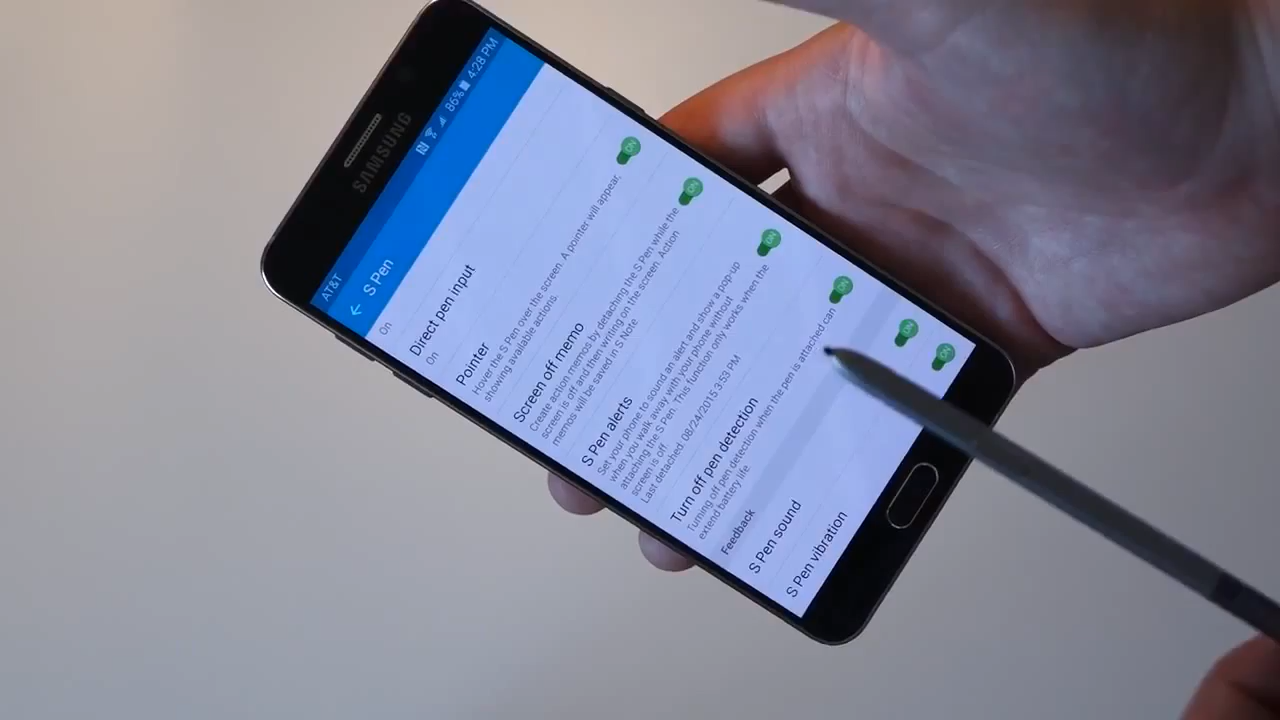 SAMSUNG
AT&T 86% 4:28 PM
S Pen
On
Direct pen input
On
Pointer
Hover the S Pen over the screen. A pointer will appear,
showing available actions.
ON
Screen off memo
Create action memos by detaching the S Pen while the
screen is off and then writing on the screen. Action
memos will be saved in S Note
ON
S Pen alerts
Set your phone to sound an alert and show a pop-up
when you walk away with your phone without
attaching the S Pen. This function only works when the
screen is off.
Last detached: 08/24/2015 3:53 PM
ON
Turn off pen detection
Turning off pen detection when the pen is attached can
extend battery life.
ON
Feedback
S Pen sound
ON
S Pen vibration
ON